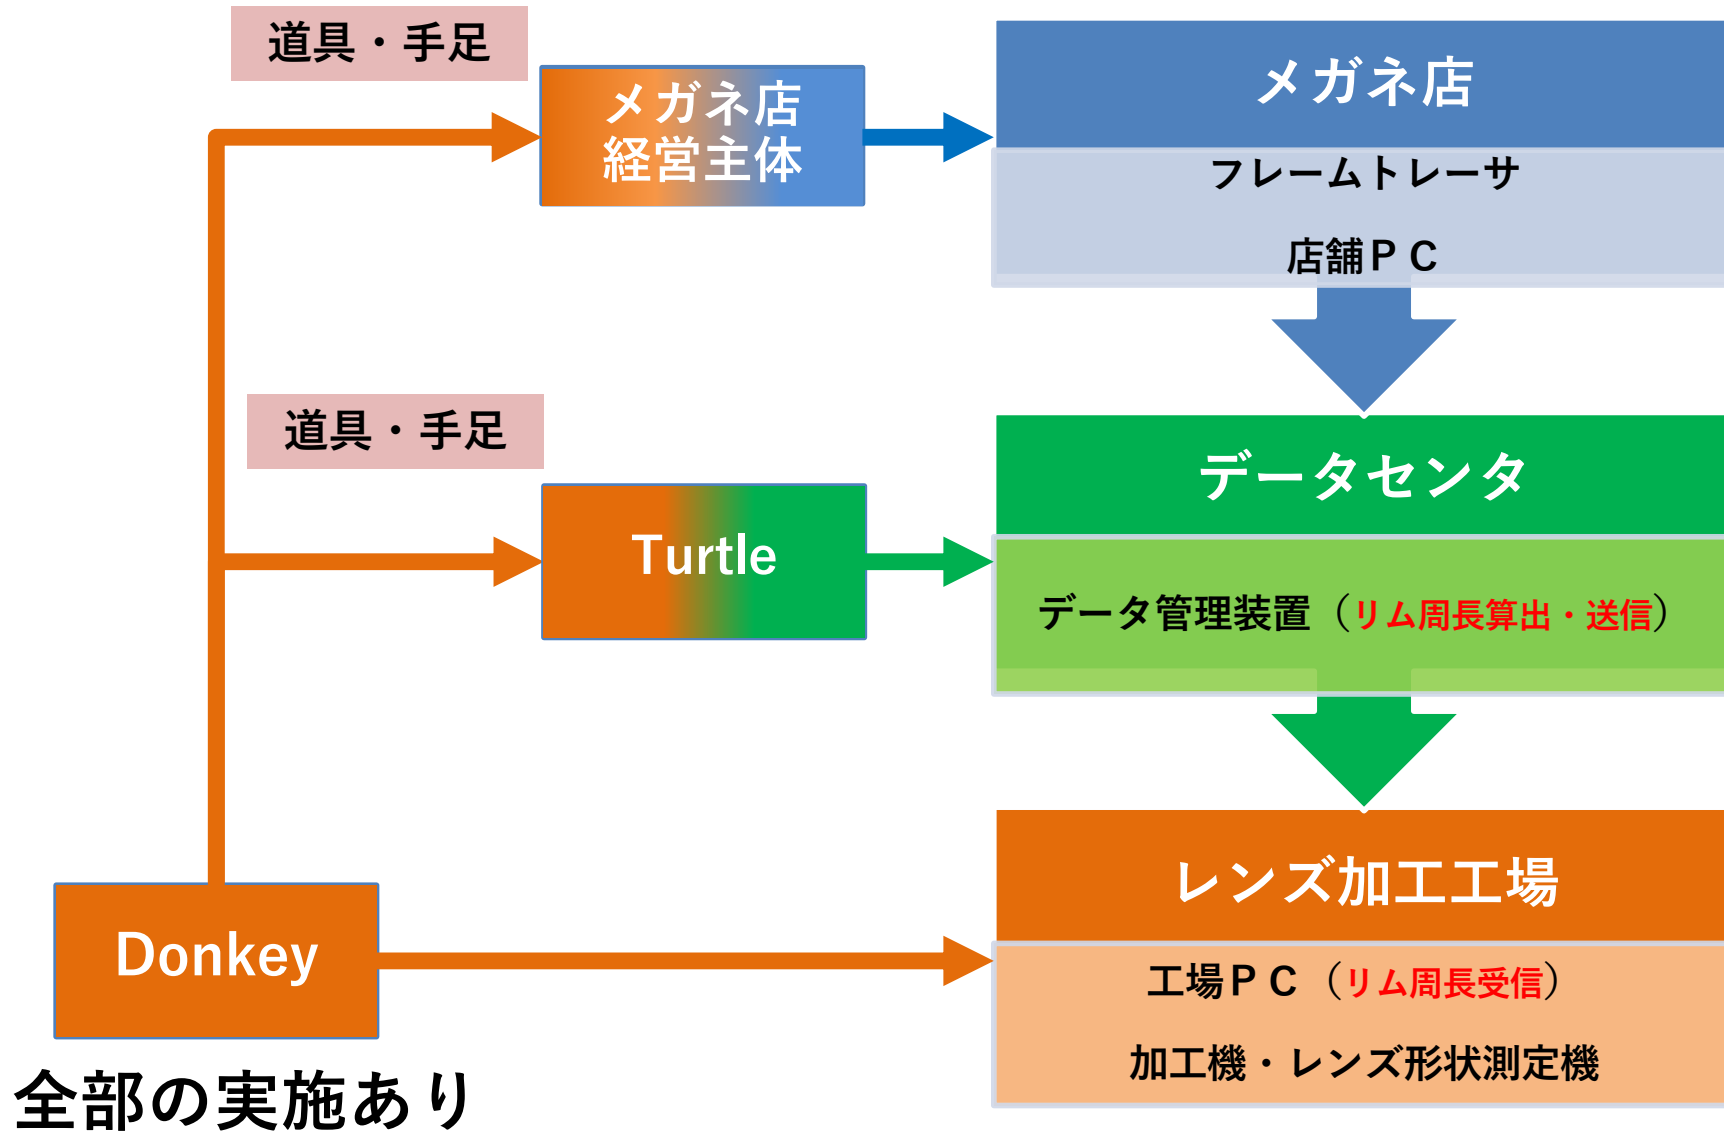 道具・手足
メガネ店
経営主体
メガネ店
フレームトレーサ
店舗ＰＣ
道具・手足
Turtle
データセンタ
データ管理装置（リム周長算出・送信）
Donkey
レンズ加工工場
工場ＰＣ（リム周長受信）
加工機・レンズ形状測定機
全部の実施あり